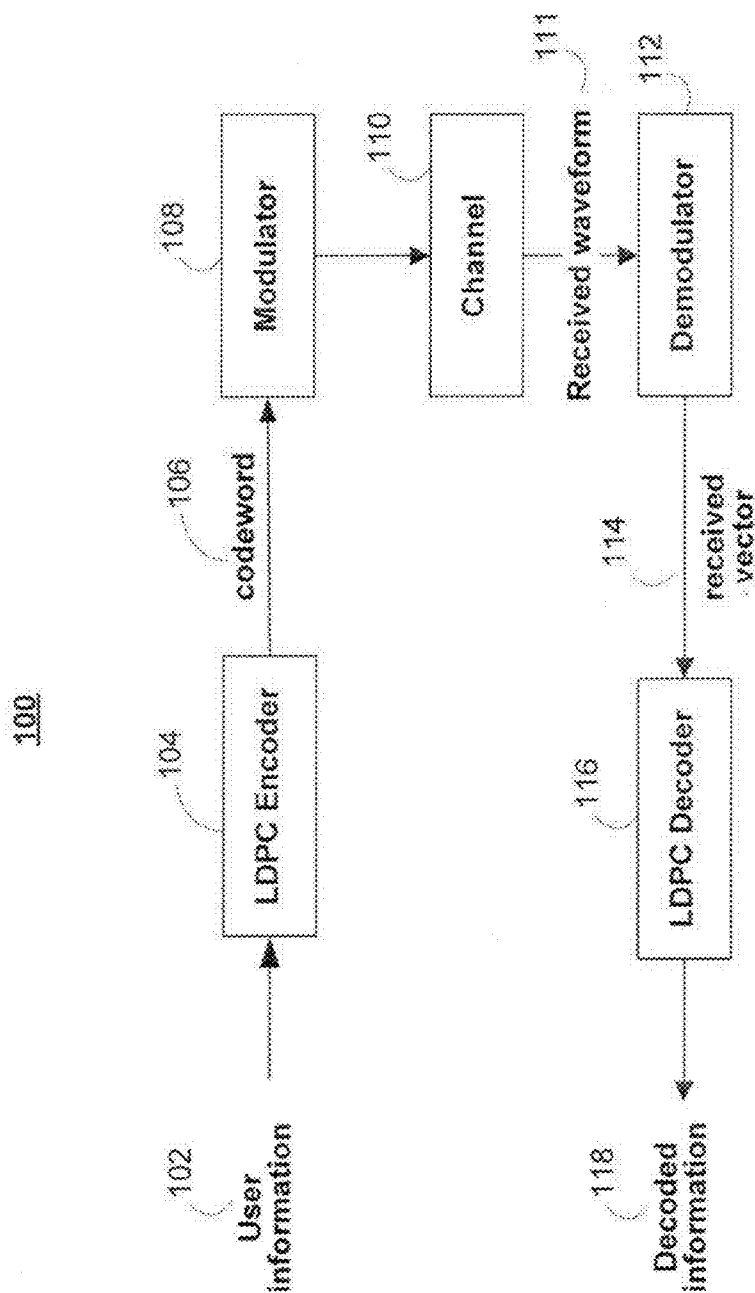 100
102
User
information
104
LDPC Encoder
106
codeword
108
Modulator
110
Channel
111
Received waveform
112
Demodulator
114
received
vector
116
LDPC Decoder
118
Decoded
information